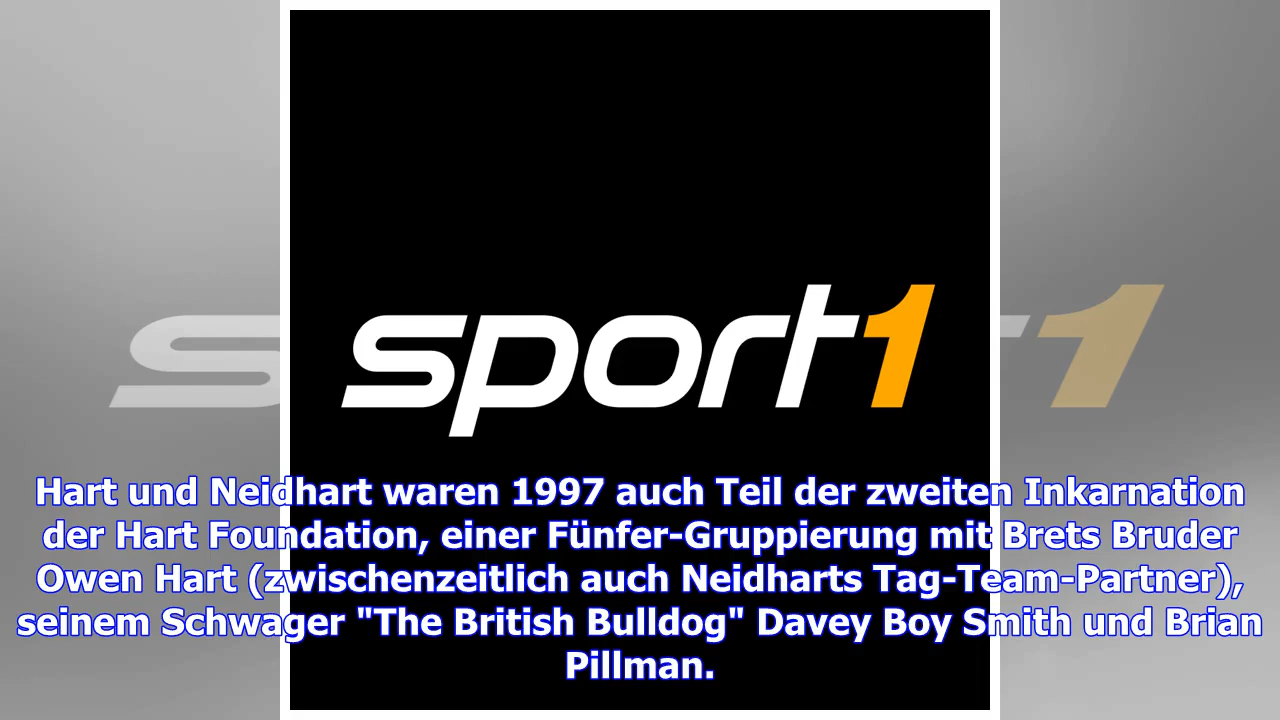 sport1
Hart und Neidhart waren 1997 auch Teil der zweiten Inkarnation
der Hart Foundation, einer Fünfer-Gruppierung mit Brets Bruder
Owen Hart (zwischenzeitlich auch Neidharts Tag-Team-Partner),
seinem Schwager "The British Bulldog" Davey Boy Smith und Brian
Pillman.